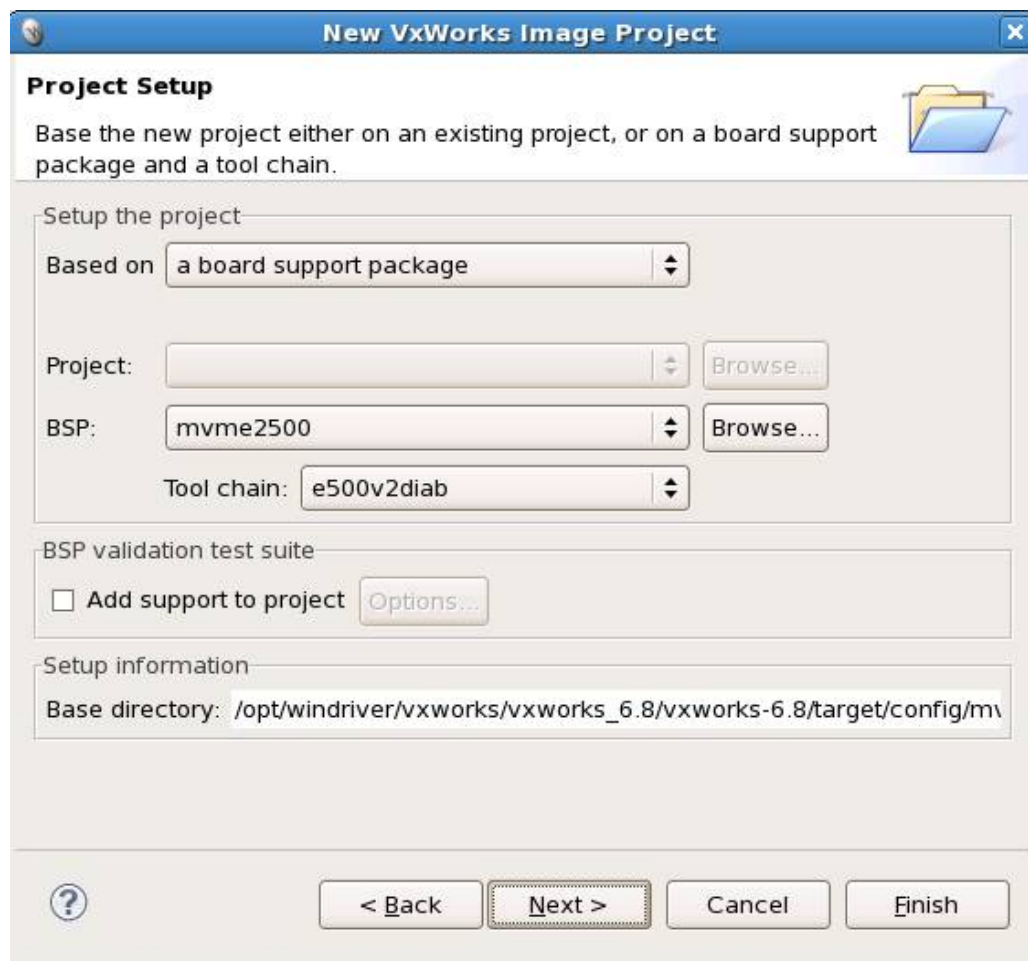 New VxWorks Image Project
Project Setup
Base the new project either on an existing project, or on a board support
package and a tool chain.
Setup the project
Based on a board support package
Project: Browse...
BSP: mvme2500 Browse...
Tool chain: e500v2diab
BSP validation test suite
Add support to project Options...
Setup information
Base directory: /opt/windriver/vxworks/vxworks_6.8/vxworks-6.8/target/config/mv
? < Back Next > Cancel Finish